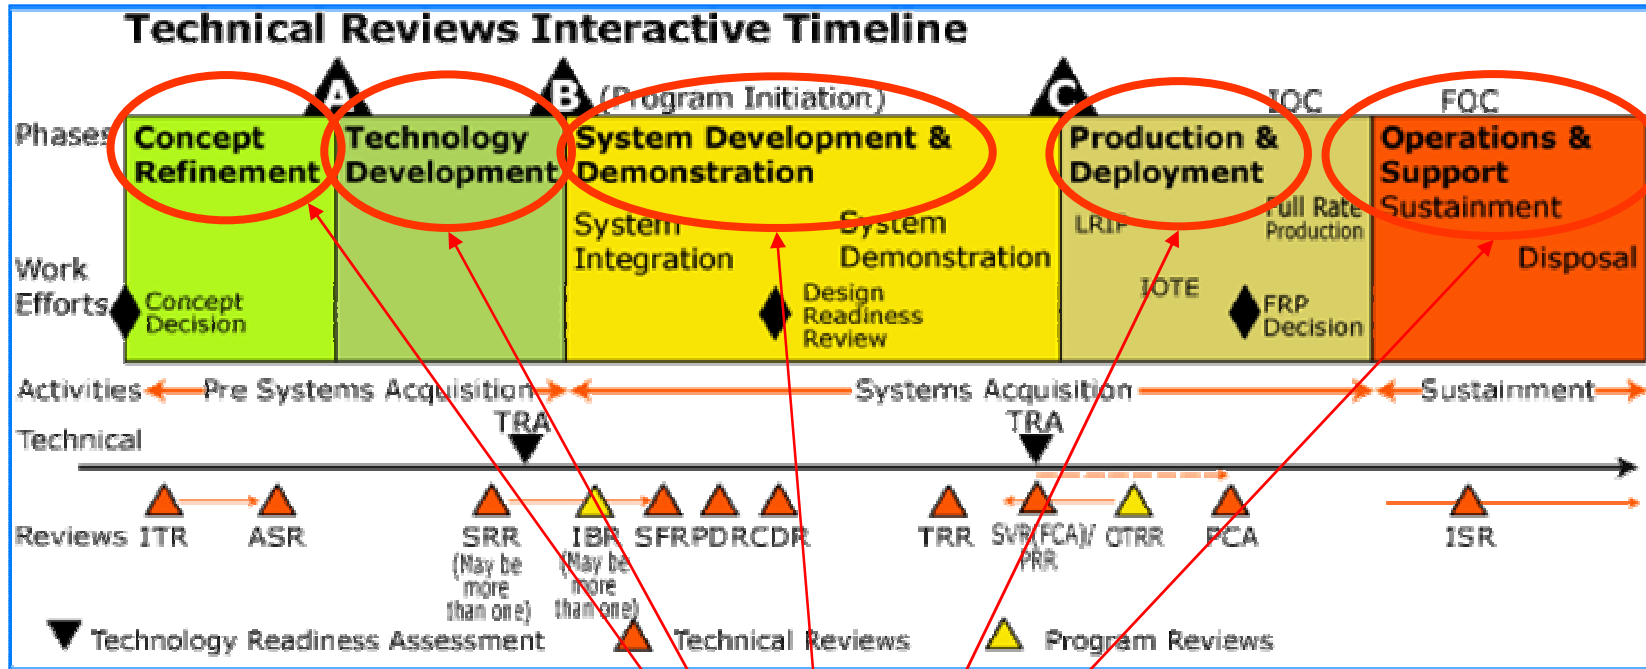 Technical Reviews Interactive Timeline
A
B
(Program Initiation)
C
IOC
FOC
Phases
Concept
Refinement
Technology
Development
System Development &
Demonstration
Production &
Deployment
Operations &
Support
Sustainment
System
Integration
System
Demonstration
LRIP
Full Rate
Production
Disposal
Work
Efforts
Concept
Decision
Design
Readiness
Review
IOTE
FRP
Decision
Activities
Pre Systems Acquisition
Systems Acquisition
Sustainment
TRA
TRA
Technical
Reviews
ITR
ASR
SRR
(May be
more
than one)
IBR
(May be
more
than one)
SFR
PDR
CDR
TRR
SVR(FCA)/
PRR
OTRR
PCA
ISR
Technology Readiness Assessment
Technical Reviews
Program Reviews